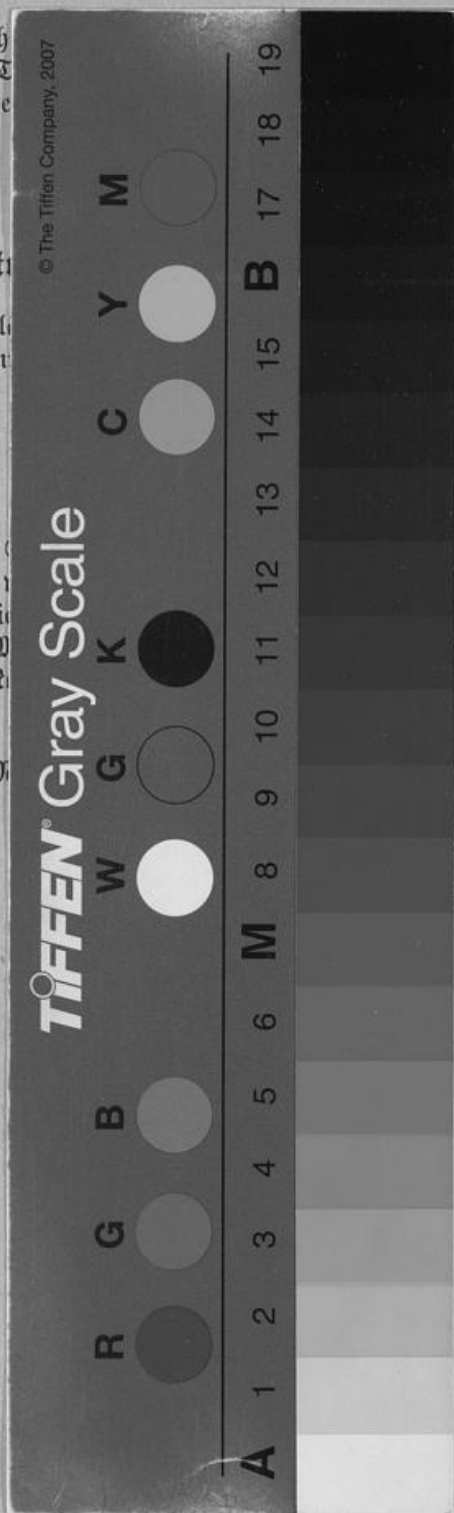 TIFFEN® Gray Scale
© The Tiffen Company, 2007
R G B W G K C Y M
A 1 2 3 4 5 6 M 8 9 10 11 12 13 14 15 B 17 18 19